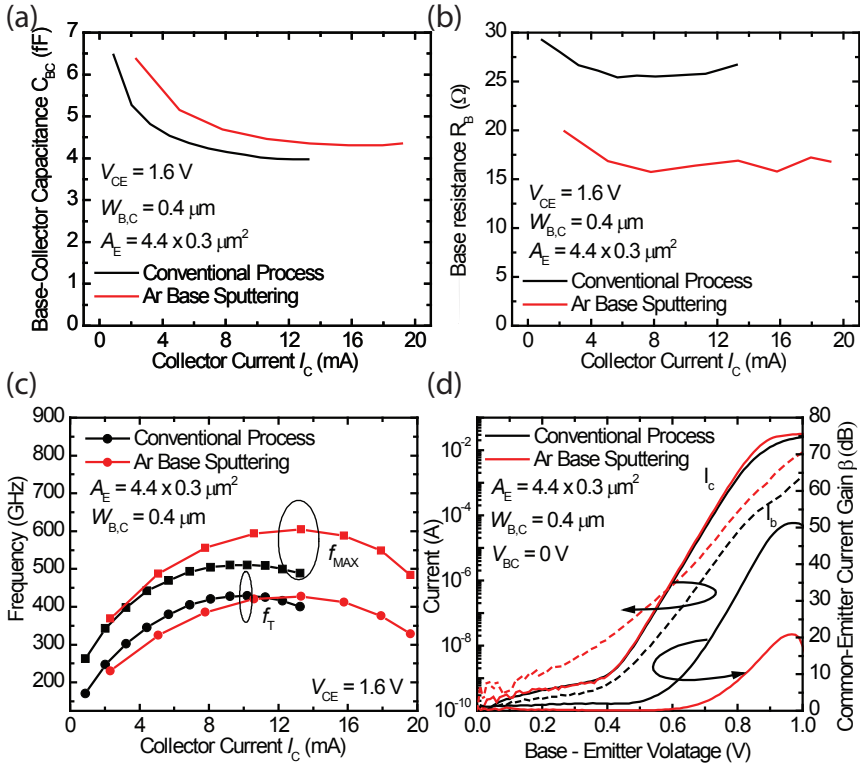 (a)
Base-Collector Capacitance C_BC (fF)
7
6
5
4
3
2
1
0
V_CE = 1.6 V
W_B,C = 0.4 μm
A_E = 4.4 x 0.3 μm²
Conventional Process
Ar Base Sputtering
0 4 8 12 16 20
Collector Current I_C (mA)
(b)
Base resistance R_B (Ω)
30
25
20
15
10
5
0
V_CE = 1.6 V
W_B,C = 0.4 μm
A_E = 4.4 x 0.3 μm²
Conventional Process
Ar Base Sputtering
0 4 8 12 16 20
Collector Current I_C (mA)
(c)
Frequency (GHz)
900
800
700
600
500
400
300
200
Conventional Process
Ar Base Sputtering
A_E = 4.4 x 0.3 μm²
W_B,C = 0.4 μm
f_MAX
f_T
V_CE = 1.6 V
0 4 8 12 16 20
Collector Current I_C (mA)
(d)
Current (A)
10⁻²
10⁻⁴
10⁻⁶
10⁻⁸
10⁻¹⁰
Conventional Process
Ar Base Sputtering
A_E = 4.4 x 0.3 μm²
W_B,C = 0.4 μm
V_BC = 0 V
I_c
I_b
80
70
60
50
40
30
20
10
0
Common-Emitter Current Gain β (dB)
0.0 0.2 0.4 0.6 0.8 1.0
Base - Emitter Volatage (V)